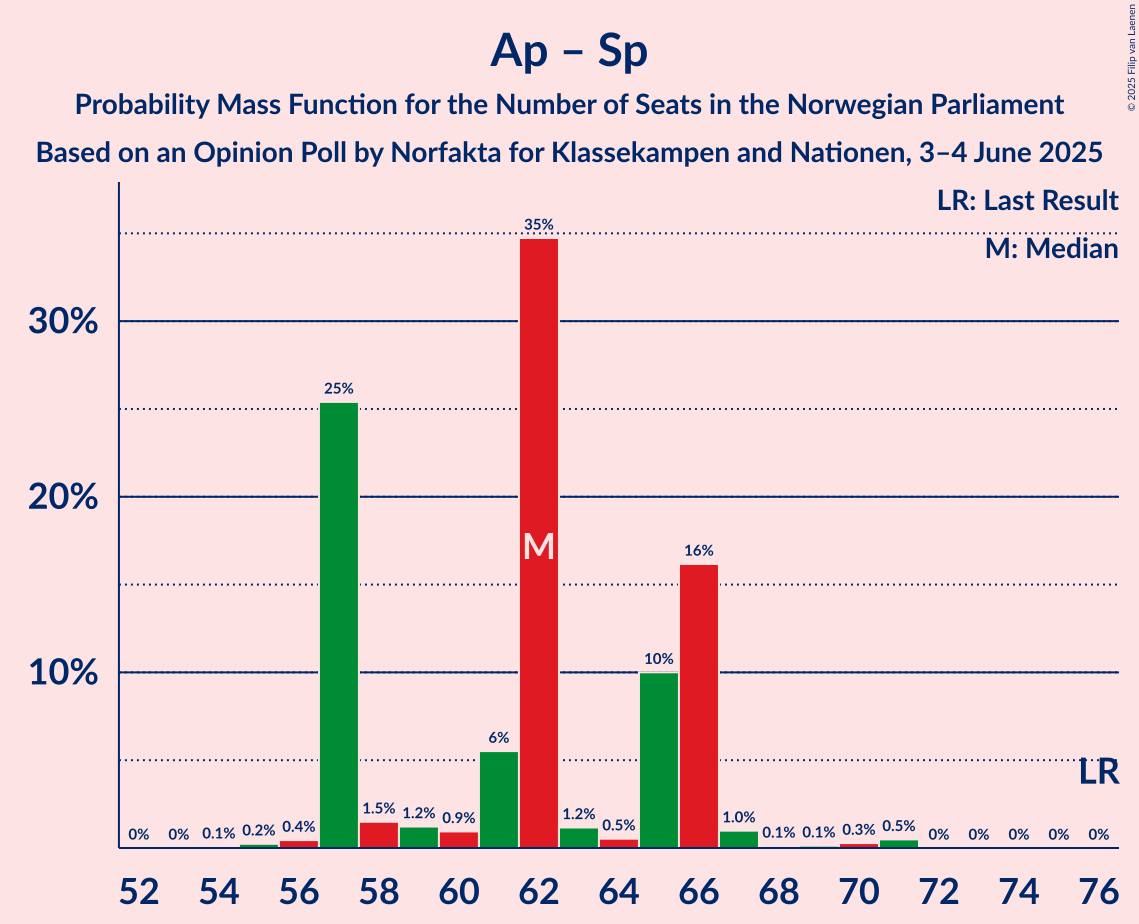 Ap – Sp
Probability Mass Function for the Number of Seats in the Norwegian Parliament
Based on an Opinion Poll by Norfakta for Klassekampen and Nationen, 3–4 June 2025
© 2025 Filip van Laenen
LR: Last Result
M: Median
30%
20%
10%
0% 0% 0.1% 0.2% 0.4% 25% 1.5% 1.2% 0.9% 6% 35% 1.2% 0.5% 10% 16% 1.0% 0.1% 0.1% 0.3% 0.5% 0% 0% 0% 0% 0%
M
LR
52 54 56 58 60 62 64 66 68 70 72 74 76